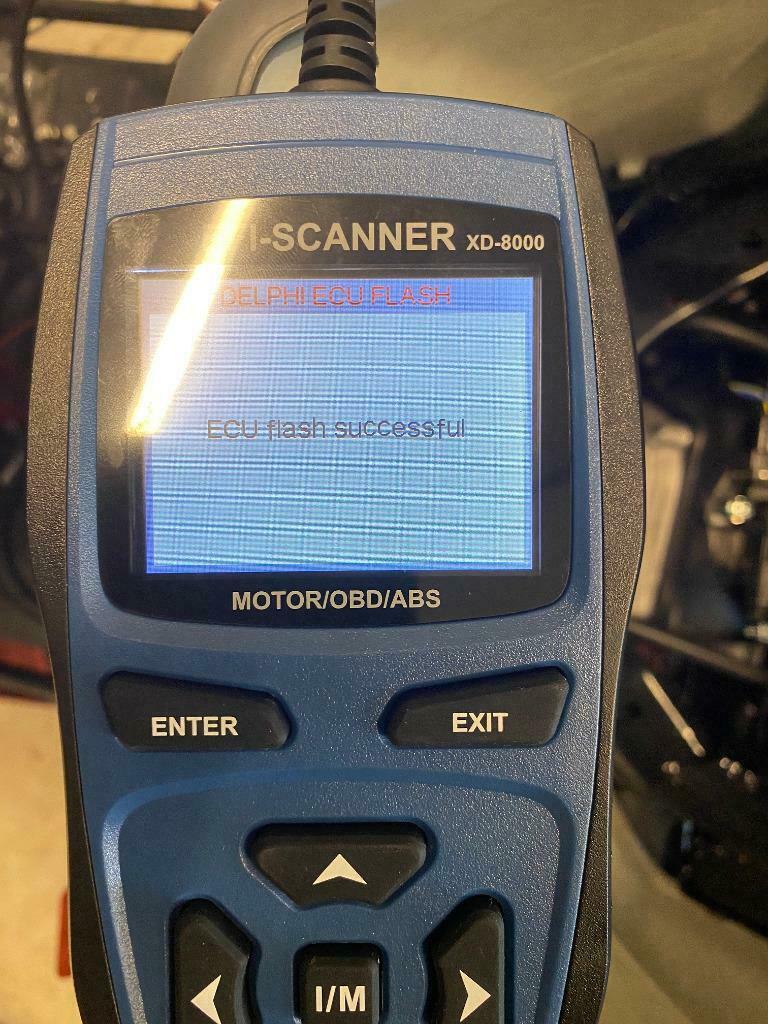 I-SCANNER XD-8000
DELPHI ECU FLASH
ECU flash successful
MOTOR/OBD/ABS
ENTER
EXIT
I/M